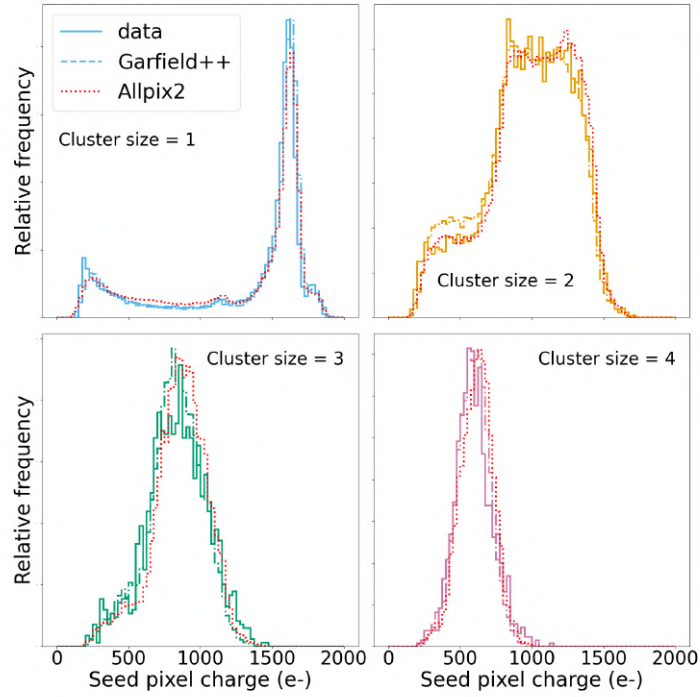 data
Garfield++
Allpix2
Cluster size = 1
Cluster size = 2
Relative frequency
Cluster size = 3
Cluster size = 4
Relative frequency
0 500 1000 1500 2000
0 500 1000 1500 2000
Seed pixel charge (e-)
Seed pixel charge (e-)